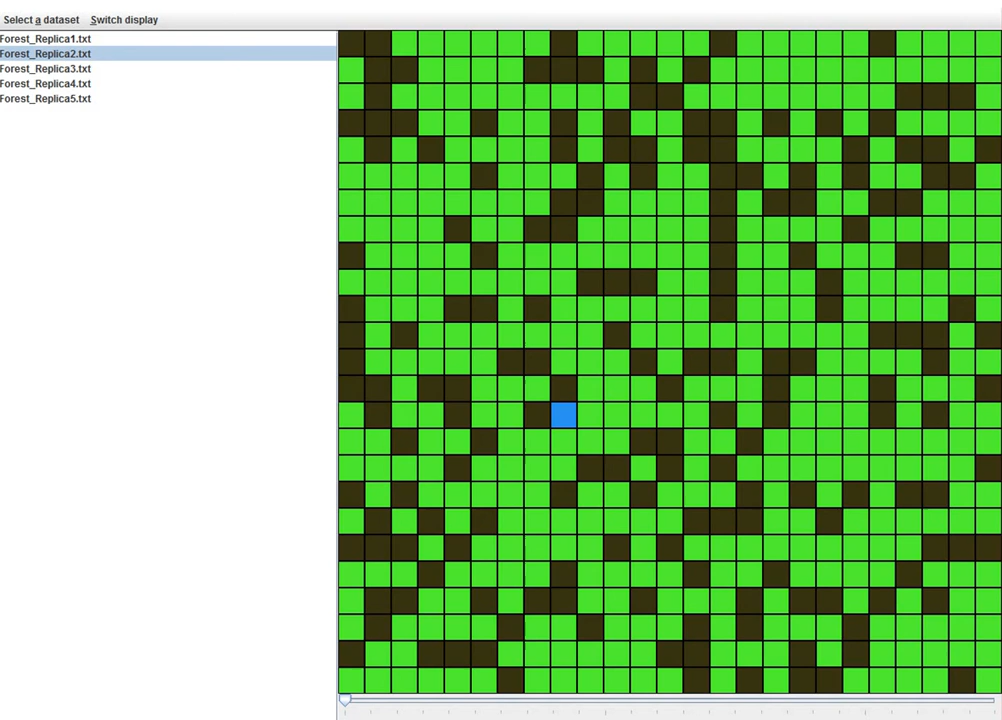 Select a dataset Switch display
Forest_Replica1.txt
Forest_Replica2.txt
Forest_Replica3.txt
Forest_Replica4.txt
Forest_Replica5.txt